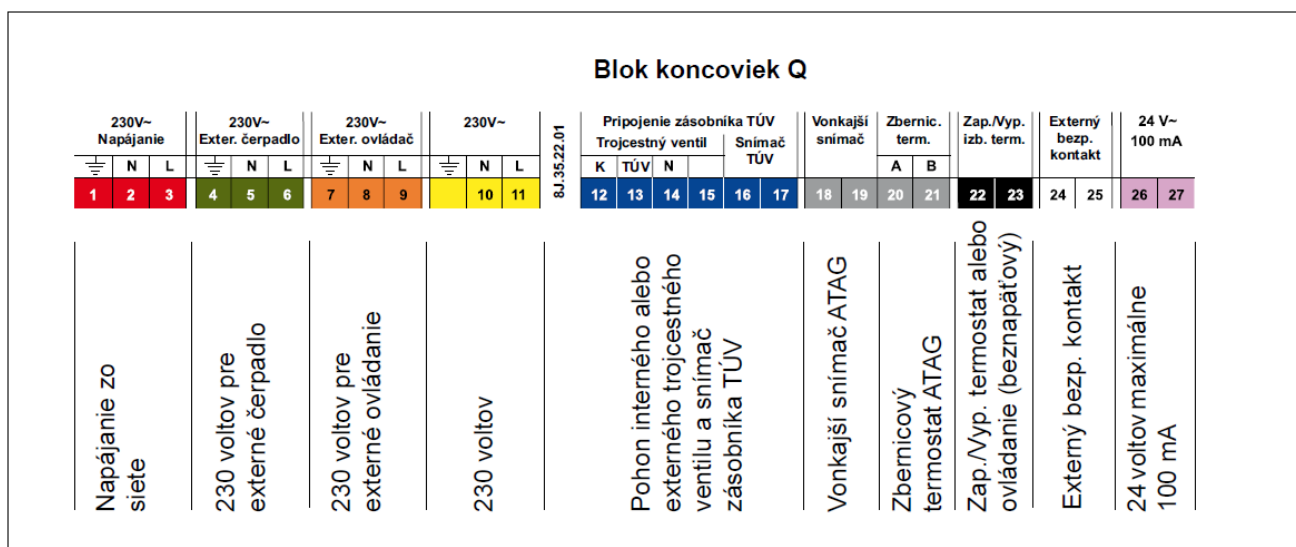 Blok koncoviek Q
230V~
Napájanie
230V~
Exter. čerpadlo
230V~
Exter. ovládač
230V~
8J.35.22.01
Pripojenie zásobníka TÚV
Trojcestný ventil
Snímač
TÚV
Vonkajší
snímač
Zbernic.
term.
Zap./Vyp.
izb. term.
Externý
bezp.
kontakt
24 V~
100 mA
N L
N L
N L
N L
K TÚV N
A B
1 2 3 4 5 6 7 8 9 10 11 12 13 14 15 16 17 18 19 20 21 22 23 24 25 26 27
Napájanie zo
siete
230 voltov pre
externé čerpadlo
230 voltov pre
externé ovládanie
230 voltov
Pohon interného alebo
externého trojcestného
ventilu a snímač
zásobníka TÚV
Vonkajší snímač ATAG
Zbernicový
termostat ATAG
Zap./Vyp. termostat alebo
ovládanie (beznapäťový)
Externý bezp. kontakt
24 voltov maximálne
100 mA